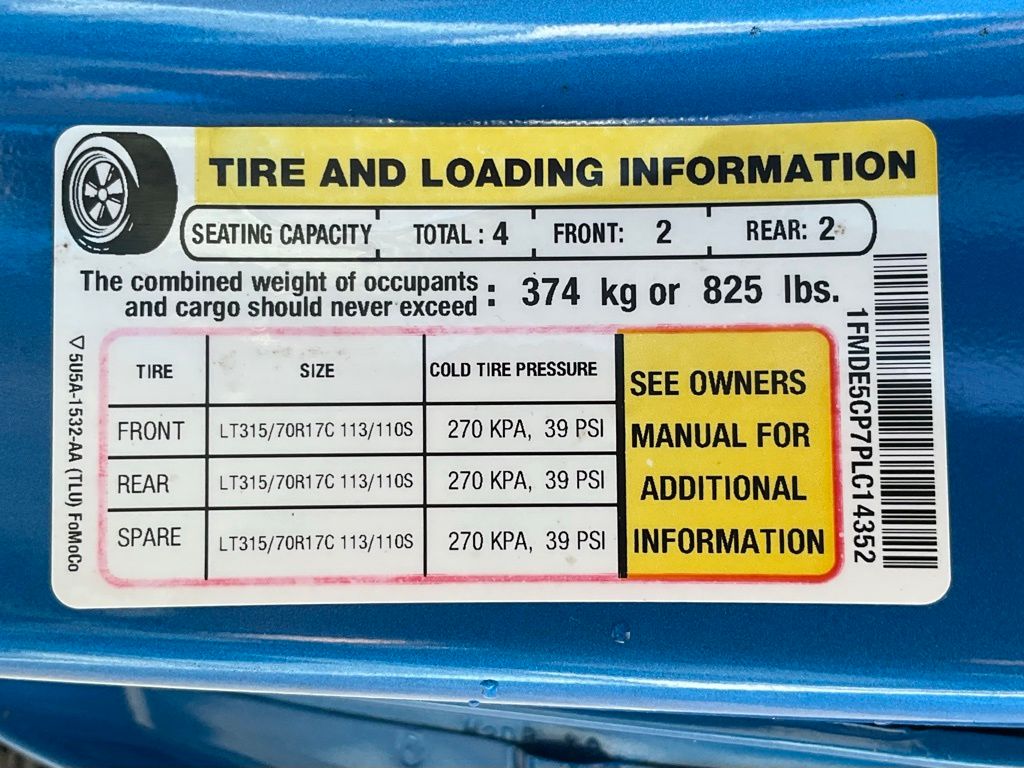 TIRE AND LOADING INFORMATION
SEATING CAPACITY TOTAL : 4 FRONT: 2 REAR: 2
The combined weight of occupants
and cargo should never exceed : 374 kg or 825 lbs.
TIRE SIZE COLD TIRE PRESSURE
FRONT LT315/70R17C 113/110S 270 KPA, 39 PSI
REAR LT315/70R17C 113/110S 270 KPA, 39 PSI
SPARE LT315/70R17C 113/110S 270 KPA, 39 PSI
SEE OWNERS
MANUAL FOR
ADDITIONAL
INFORMATION
1FMDE5CP7PLC14352
▽5U5A-1532-AA (TLU) FoMoCo